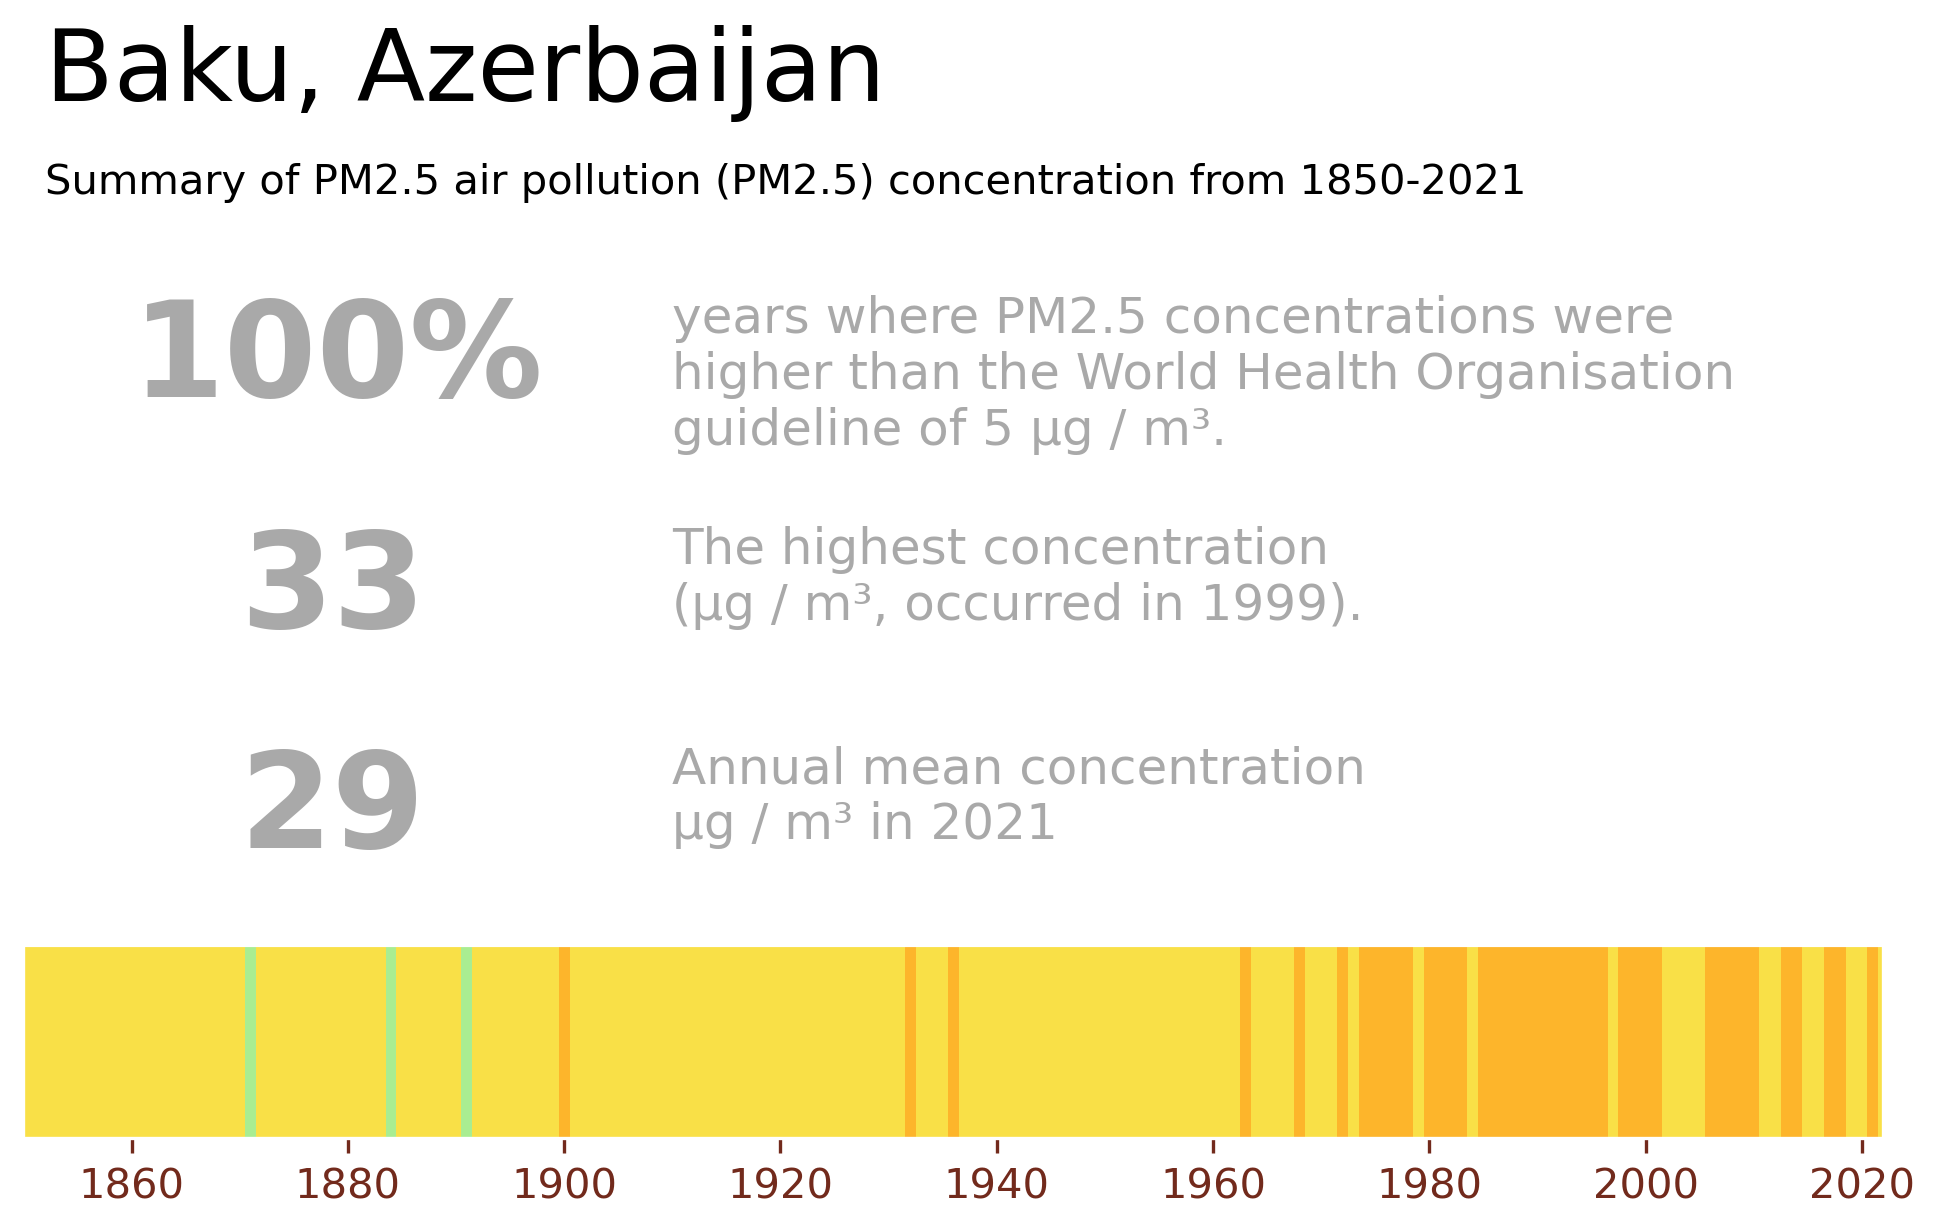 Baku, Azerbaijan
Summary of PM2.5 air pollution (PM2.5) concentration from 1850-2021
100%
years where PM2.5 concentrations were
higher than the World Health Organisation
guideline of 5 µg / m³.
33
The highest concentration
(µg / m³, occurred in 1999).
29
Annual mean concentration
µg / m³ in 2021
1860 1880 1900 1920 1940 1960 1980 2000 2020